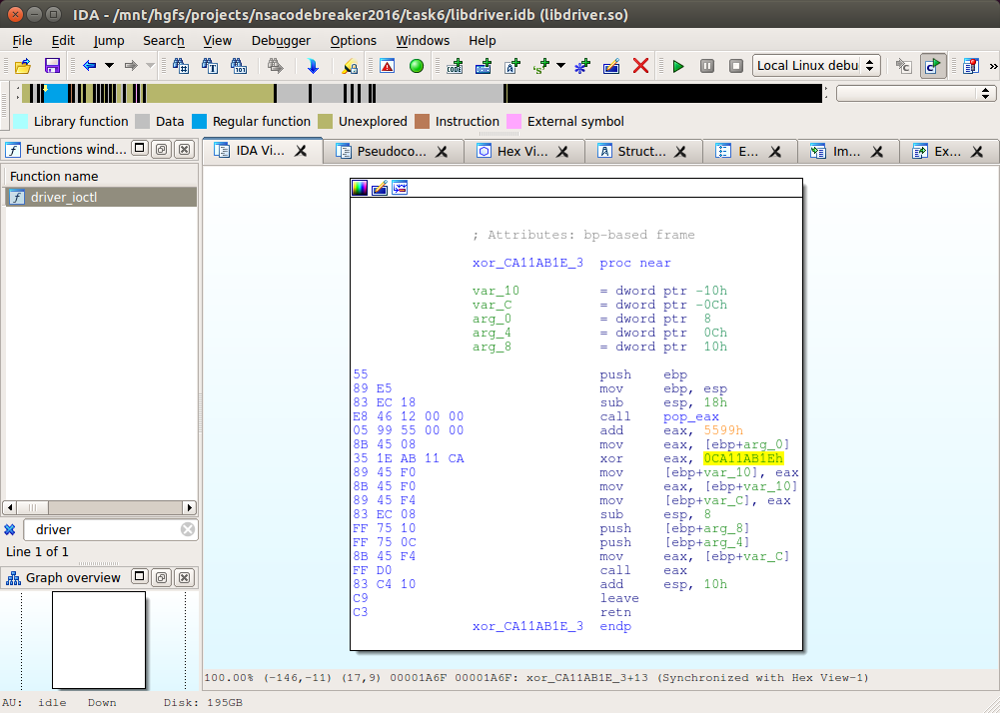 IDA - /mnt/hgfs/projects/nsacodebreaker2016/task6/libdriver.idb (libdriver.so)
File Edit Jump Search View Debugger Options Windows Help
Local Linux debu
Library function Data Regular function Unexplored Instruction External symbol
Functions wind... IDA Vi... Pseudoco... Hex Vi... Struct... E... Im... Ex...
Function name
driver_ioctl
; Attributes: bp-based frame
xor_CA11AB1E_3 proc near
var_10 = dword ptr -10h
var_C = dword ptr -0Ch
arg_0 = dword ptr 8
arg_4 = dword ptr 0Ch
arg_8 = dword ptr 10h
55 push ebp
89 E5 mov ebp, esp
83 EC 18 sub esp, 18h
E8 46 12 00 00 call pop_eax
05 99 55 00 00 add eax, 5599h
8B 45 08 mov eax, [ebp+arg_0]
35 1E AB 11 CA xor eax, 0CA11AB1Eh
89 45 F0 mov [ebp+var_10], eax
8B 45 F0 mov eax, [ebp+var_10]
89 45 F4 mov [ebp+var_C], eax
83 EC 08 sub esp, 8
FF 75 10 push [ebp+arg_8]
FF 75 0C push [ebp+arg_4]
8B 45 F4 mov eax, [ebp+var_C]
FF D0 call eax
83 C4 10 add esp, 10h
C9 leave
C3 retn
xor_CA11AB1E_3 endp
driver
Line 1 of 1
Graph overview
100.00% (-146,-11) (17,9) 00001A6F 00001A6F: xor_CA11AB1E_3+13 (Synchronized with Hex View-1)
AU: idle Down Disk: 195GB